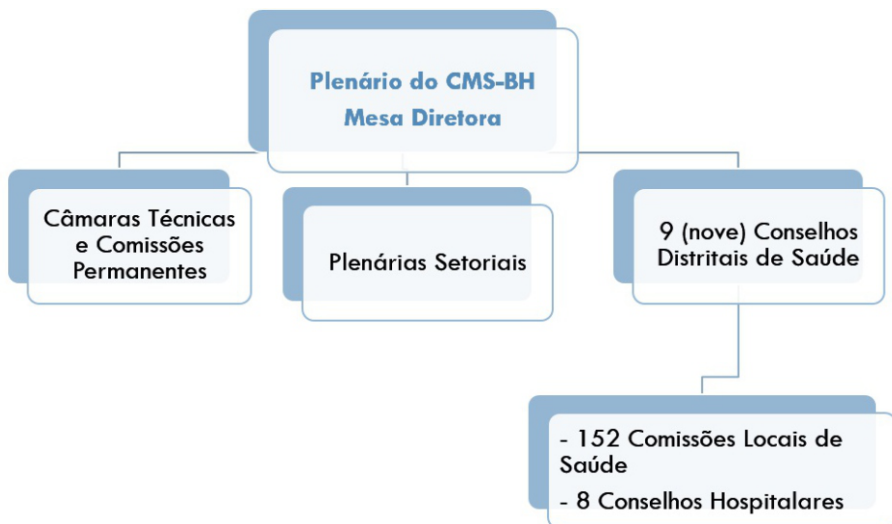 Plenário do CMS-BH
Mesa Diretora
Câmaras Técnicas
e Comissões
Permanentes
Plenárias Setoriais
9 (nove) Conselhos
Distritais de Saúde
- 152 Comissões Locais de
Saúde
- 8 Conselhos Hospitalares